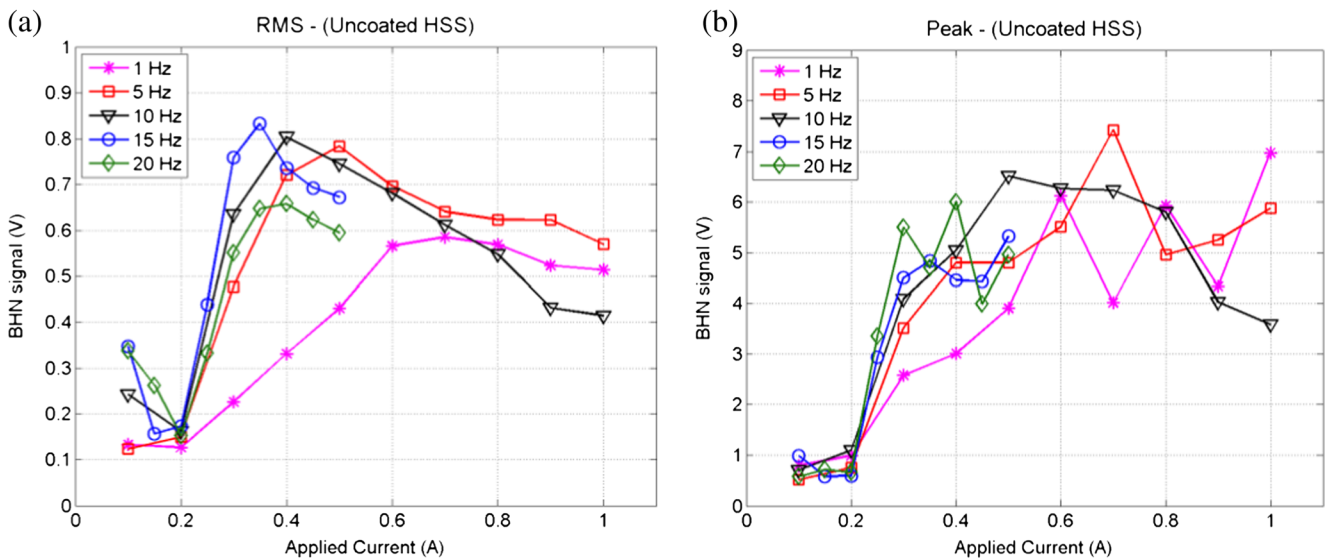 (a)
RMS - (Uncoated HSS)
BHN signal (V)
1
0.9
0.8
0.7
0.6
0.5
0.4
0.3
0.2
0.1
0
1 Hz
5 Hz
10 Hz
15 Hz
20 Hz
0 0.2 0.4 0.6 0.8 1
Applied Current (A)
(b)
Peak - (Uncoated HSS)
BHN signal (V)
9
8
7
6
5
4
3
2
1
0
1 Hz
5 Hz
10 Hz
15 Hz
20 Hz
0 0.2 0.4 0.6 0.8 1
Applied Current (A)